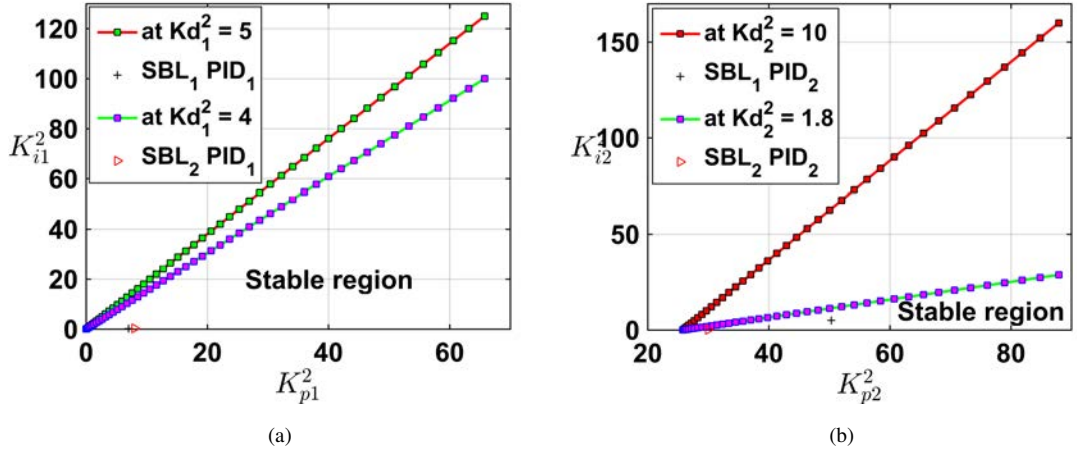 120
100
80
60
40
20
0
K_{i1}^2
at Kd_1^2 = 5
SBL_1 PID_1
at Kd_1^2 = 4
SBL_2 PID_1
Stable region
0 20 40 60
K_{p1}^2
(a)
150
100
50
0
K_{i2}^2
at Kd_2^2 = 10
SBL_1 PID_2
at Kd_2^2 = 1.8
SBL_2 PID_2
Stable region
20 40 60 80
K_{p2}^2
(b)